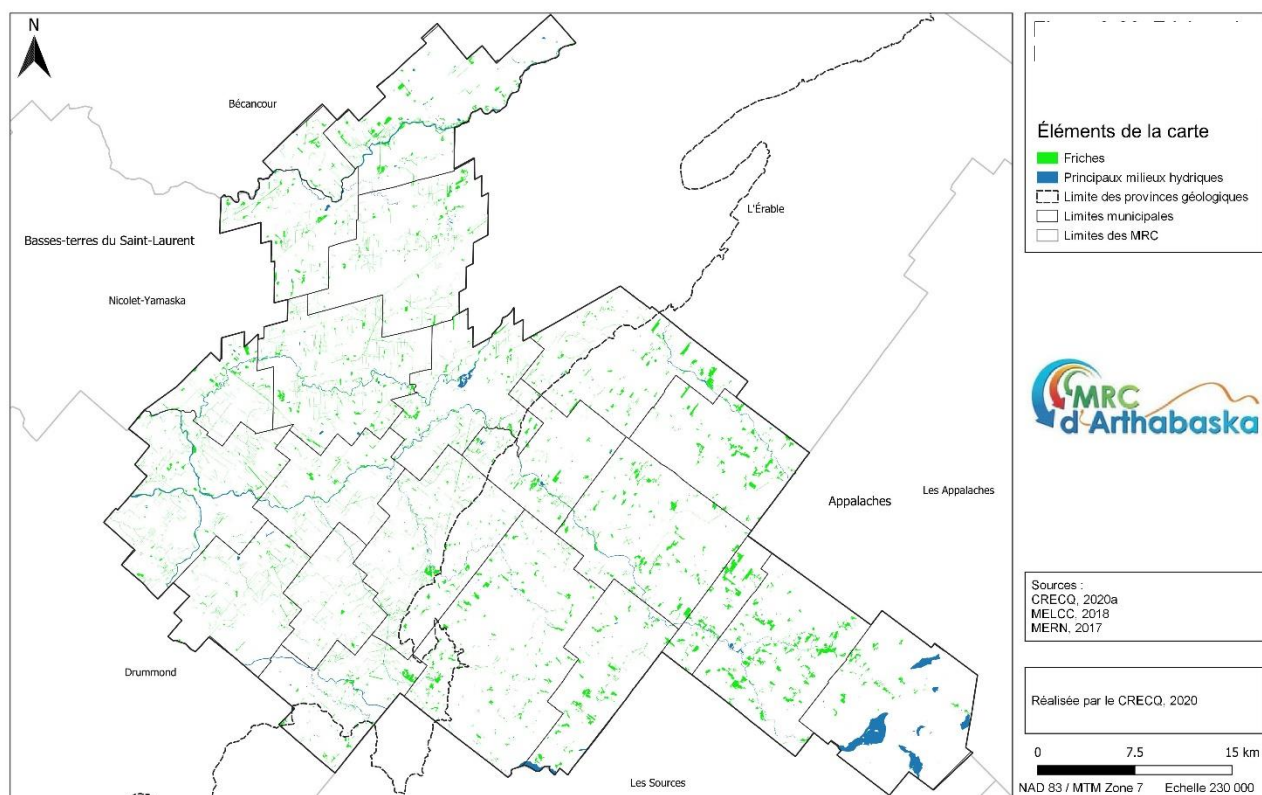 N
Bécancour
L'Érable
Basses-terres du Saint-Laurent
Nicolet-Yamaska
Appalaches
Les Appalaches
Drummond
Les Sources
Éléments de la carte
Friches
Principaux milieux hydriques
Limite des provinces géologiques
Limites municipales
Limites des MRC
MRC
d'Arthabaska
Sources :
CRECQ, 2020a
MELCC, 2018
MERN, 2017
Réalisée par le CRECQ, 2020
0 7.5 15 km
NAD 83 / MTM Zone 7 Echelle 230 000